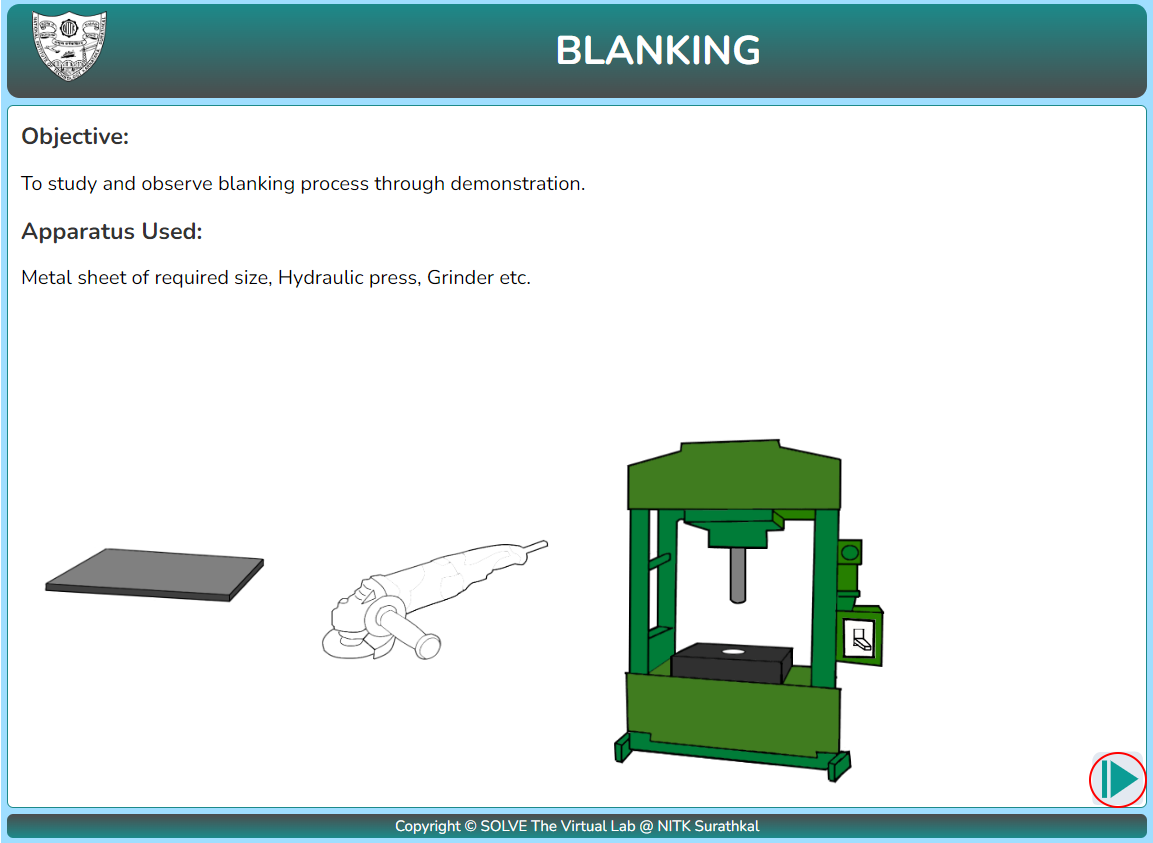 BLANKING
Objective:
To study and observe blanking process through demonstration.
Apparatus Used:
Metal sheet of required size, Hydraulic press, Grinder etc.
Copyright © SOLVE The Virtual Lab @ NITK Surathkal